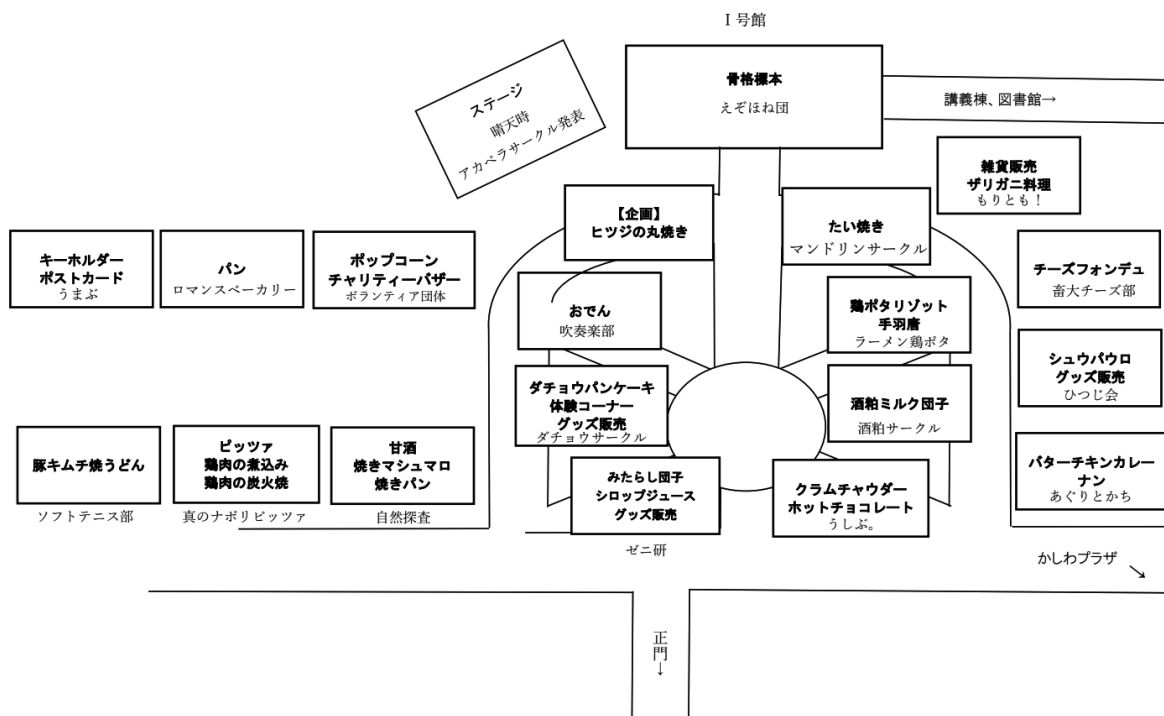 Ⅰ号館
骨格標本
えぞほね団
講義棟、図書館→
ステージ
晴天時
アカペラサークル発表
雑貨販売
ザリガニ料理
もりとも！
【企画】
ヒツジの丸焼き
たい焼き
マンドリンサークル
キーホルダー
ポストカード
うまぶ
パン
ロマンスベーカリー
ポップコーン
チャリティーバザー
ボランティア団体
おでん
吹奏楽部
鶏ポタリゾット
手羽唐
ラーメン鶏ポタ
チーズフォンデュ
畜大チーズ部
ダチョウパンケーキ
体験コーナー
グッズ販売
ダチョウサークル
酒粕ミルク団子
酒粕サークル
シュウパウロ
グッズ販売
ひつじ会
豚キムチ焼うどん
ソフトテニス部
ピッツァ
鶏肉の煮込み
鶏肉の炭火焼
真のナポリピッツァ
甘酒
焼きマシュマロ
焼きパン
自然探査
みたらし団子
シロップジュース
グッズ販売
ゼニ研
クラムチャウダー
ホットチョコレート
うしぶ。
バターチキンカレー
ナン
あぐりとかち
かしわプラザ
↘
正門↓